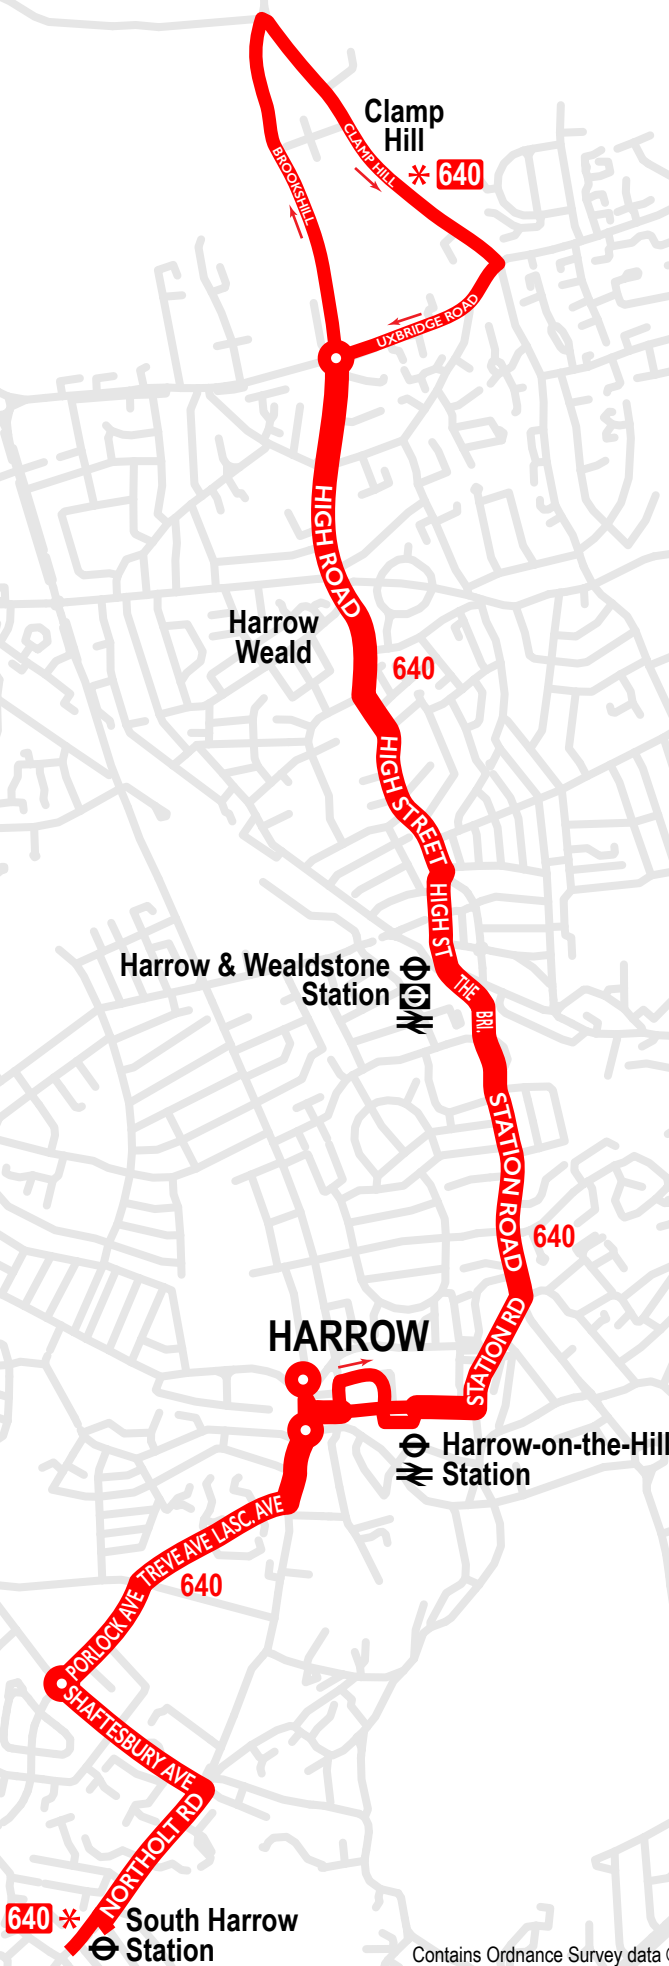 Clamp
Hill
640
CLAMP HILL
BROOKSHILL
UXBRIDGE ROAD
HIGH ROAD
Harrow
Weald
640
HIGH STREET
HIGH ST
Harrow & Wealdstone
Station
THE
BRI.
STATION ROAD
640
STATION RD
HARROW
Harrow-on-the-Hill
Station
LASC. AVE
TREVE AVE
640
PORLOCK AVE
SHAFTESBURY AVE
NORTHOLT RD
640
South Harrow
Station
Contains Ordnance Survey data ©